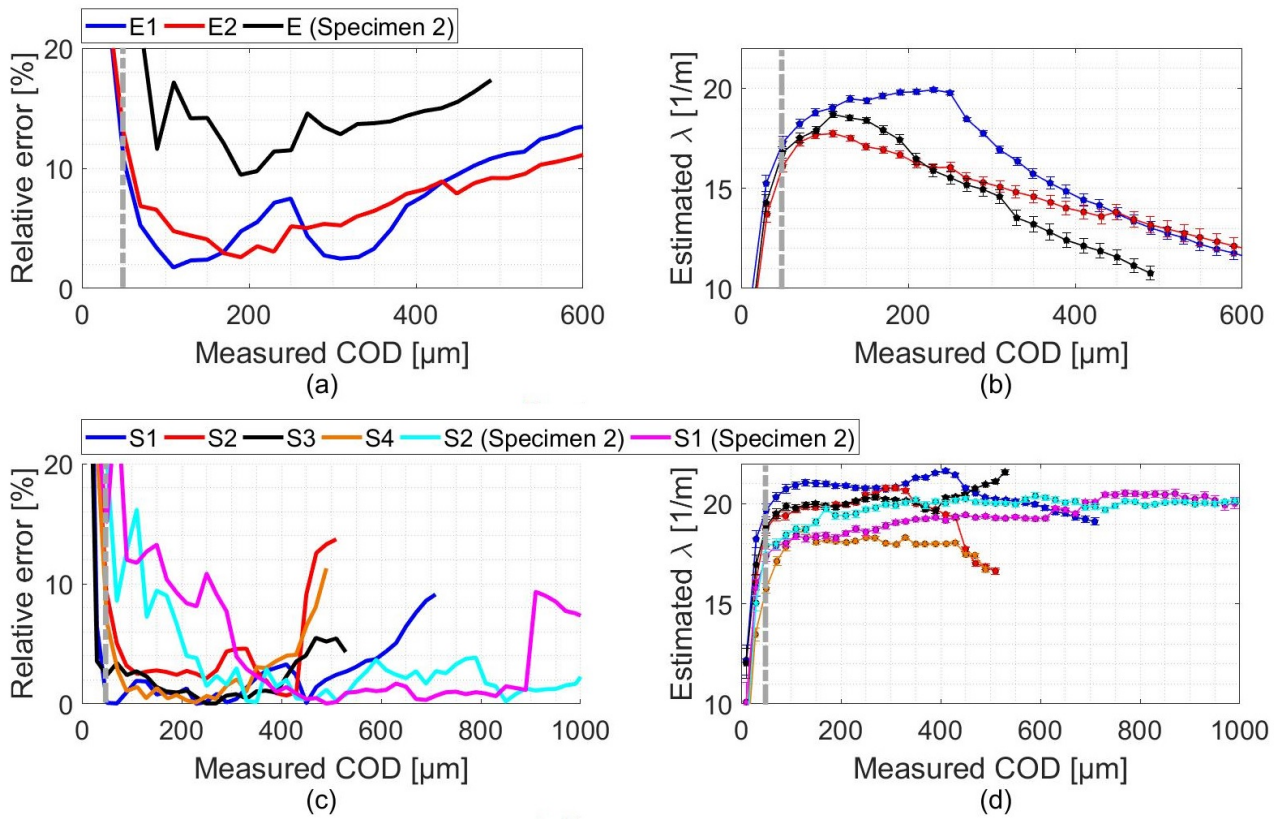 E1 E2 E (Specimen 2)
20
10
0
Relative error [%]
0 200 400 600
Measured COD [µm]
(a)
20
15
10
Estimated λ [1/m]
0 200 400 600
Measured COD [µm]
(b)
S1 S2 S3 S4 S2 (Specimen 2) S1 (Specimen 2)
20
10
0
Relative error [%]
0 200 400 600 800 1000
Measured COD [µm]
(c)
20
15
10
Estimated λ [1/m]
0 200 400 600 800 1000
Measured COD [µm]
(d)